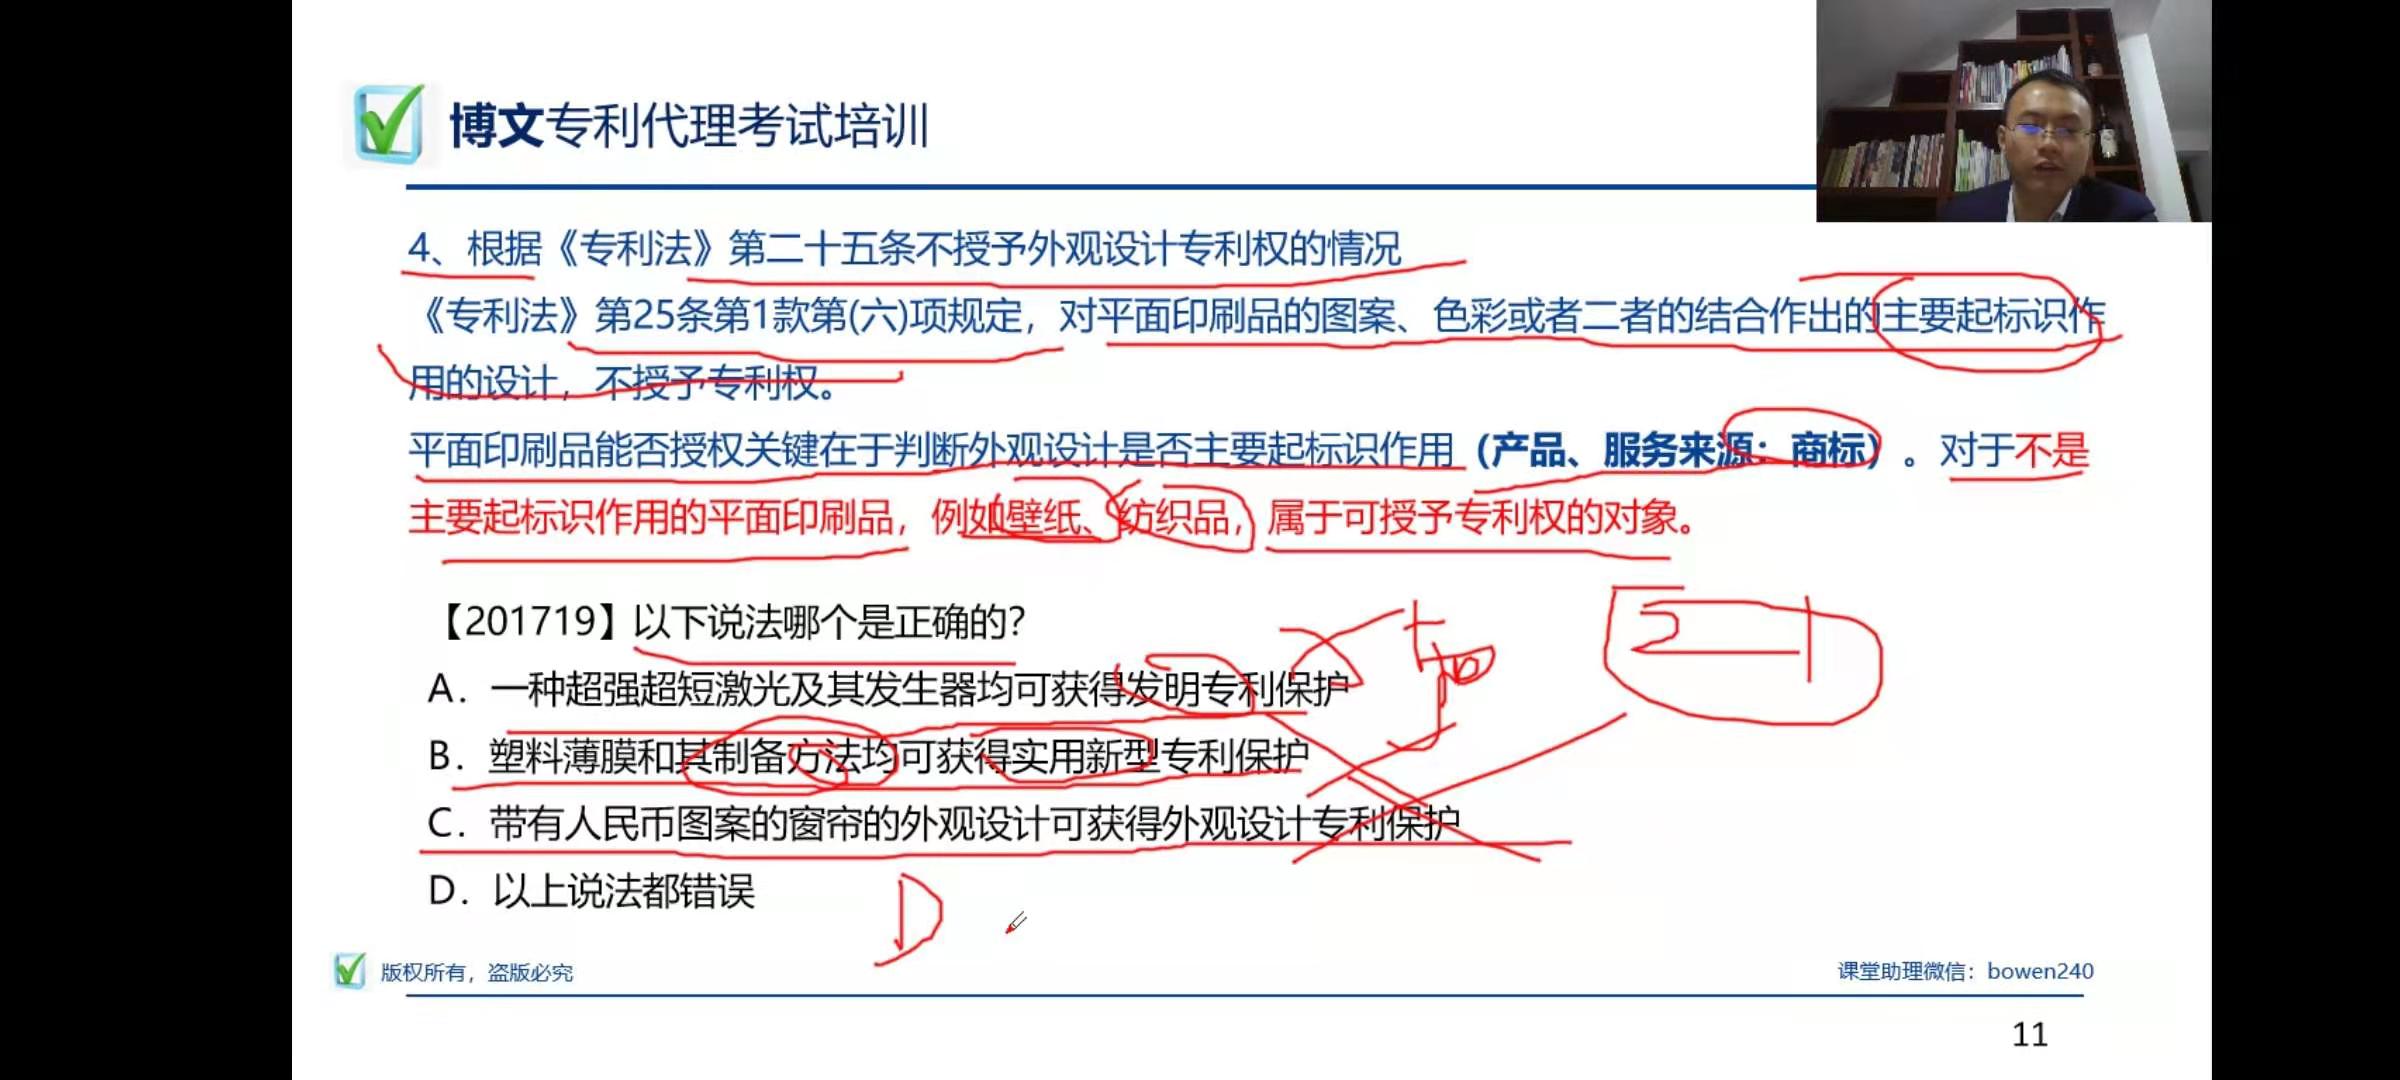 博文专利代理考试培训
4、根据《专利法》第二十五条不授予外观设计专利权的情况
《专利法》第25条第1款第(六)项规定，对平面印刷品的图案、色彩或者二者的结合作出的主要起标识作
用的设计，不授予专利权。
平面印刷品能否授权关键在于判断外观设计是否主要起标识作用（产品、服务来源：商标）。对于不是
主要起标识作用的平面印刷品，例如壁纸、纺织品，属于可授予专利权的对象。
【201719】以下说法哪个是正确的？
A．一种超强超短激光及其发生器均可获得发明专利保护
B．塑料薄膜和其制备方法均可获得实用新型专利保护
C．带有人民币图案的窗帘的外观设计可获得外观设计专利保护
D．以上说法都错误
D
版权所有，盗版必究
课堂助理微信：bowen240
11